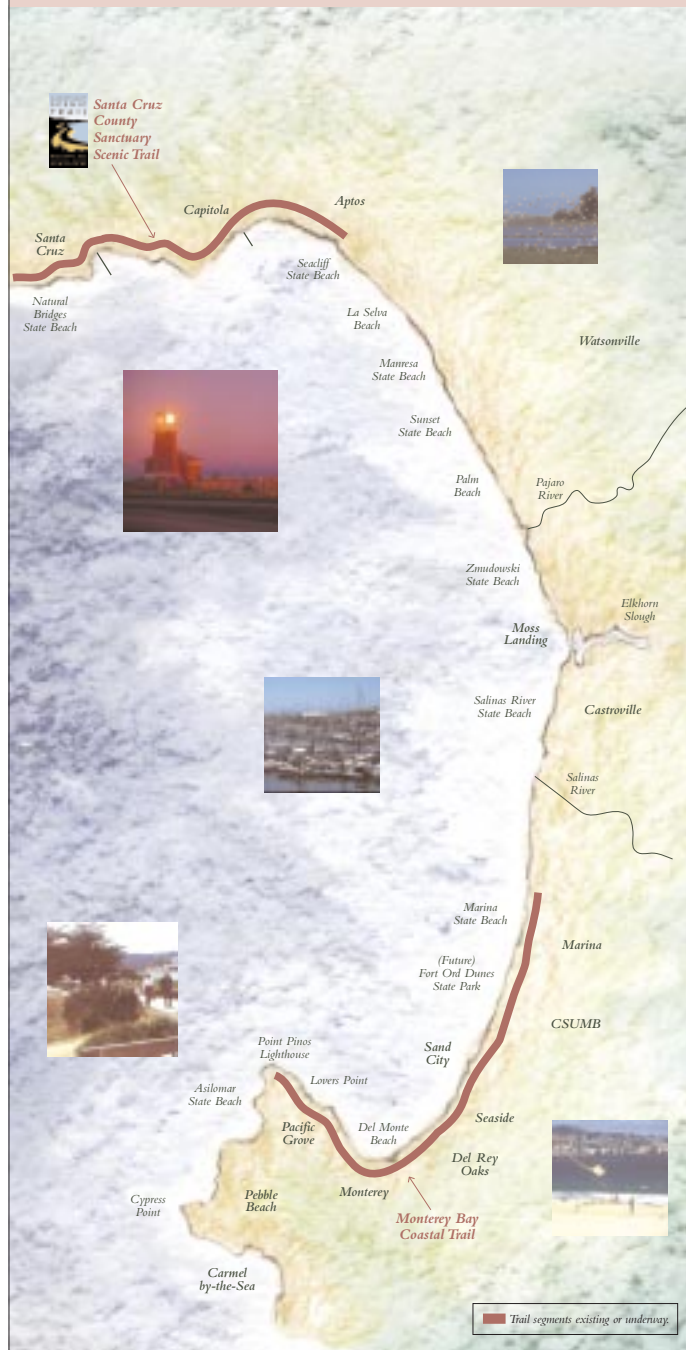 Santa Cruz
County
Sanctuary
Scenic Trail
Aptos
Capitola
Santa
Cruz
Seacliff
State Beach
Natural
Bridges
State Beach
La Selva
Beach
Watsonville
Manresa
State Beach
Sunset
State Beach
Palm
Beach
Pajaro
River
Zmudowski
State Beach
Elkhorn
Slough
Moss
Landing
Salinas River
State Beach
Castroville
Salinas
River
Marina
State Beach
Marina
(Future)
Fort Ord Dunes
State Park
CSUMB
Sand
City
Point Pinos
Lighthouse
Lovers Point
Asilomar
State Beach
Seaside
Pacific
Grove
Del Monte
Beach
Del Rey
Oaks
Monterey
Pebble
Beach
Cypress
Point
Monterey Bay
Coastal Trail
Carmel
by-the-Sea
Trail segments existing or underway.